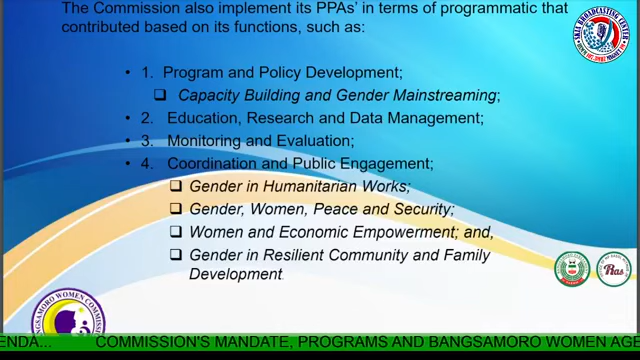 The Commission also implement its PPAs' in terms of programmatic that
contributed based on its functions, such as:
• 1. Program and Policy Development;
❑ Capacity Building and Gender Mainstreaming;
• 2. Education, Research and Data Management;
• 3. Monitoring and Evaluation;
• 4. Coordination and Public Engagement;
❑ Gender in Humanitarian Works;
❑ Gender, Women, Peace and Security;
❑ Women and Economic Empowerment; and,
❑ Gender in Resilient Community and Family
Development
BANGSAMORO WOMEN COMMISSION
ENDA... COMMISSION'S MANDATE, PROGRAMS AND BANGSAMORO WOMEN AGE